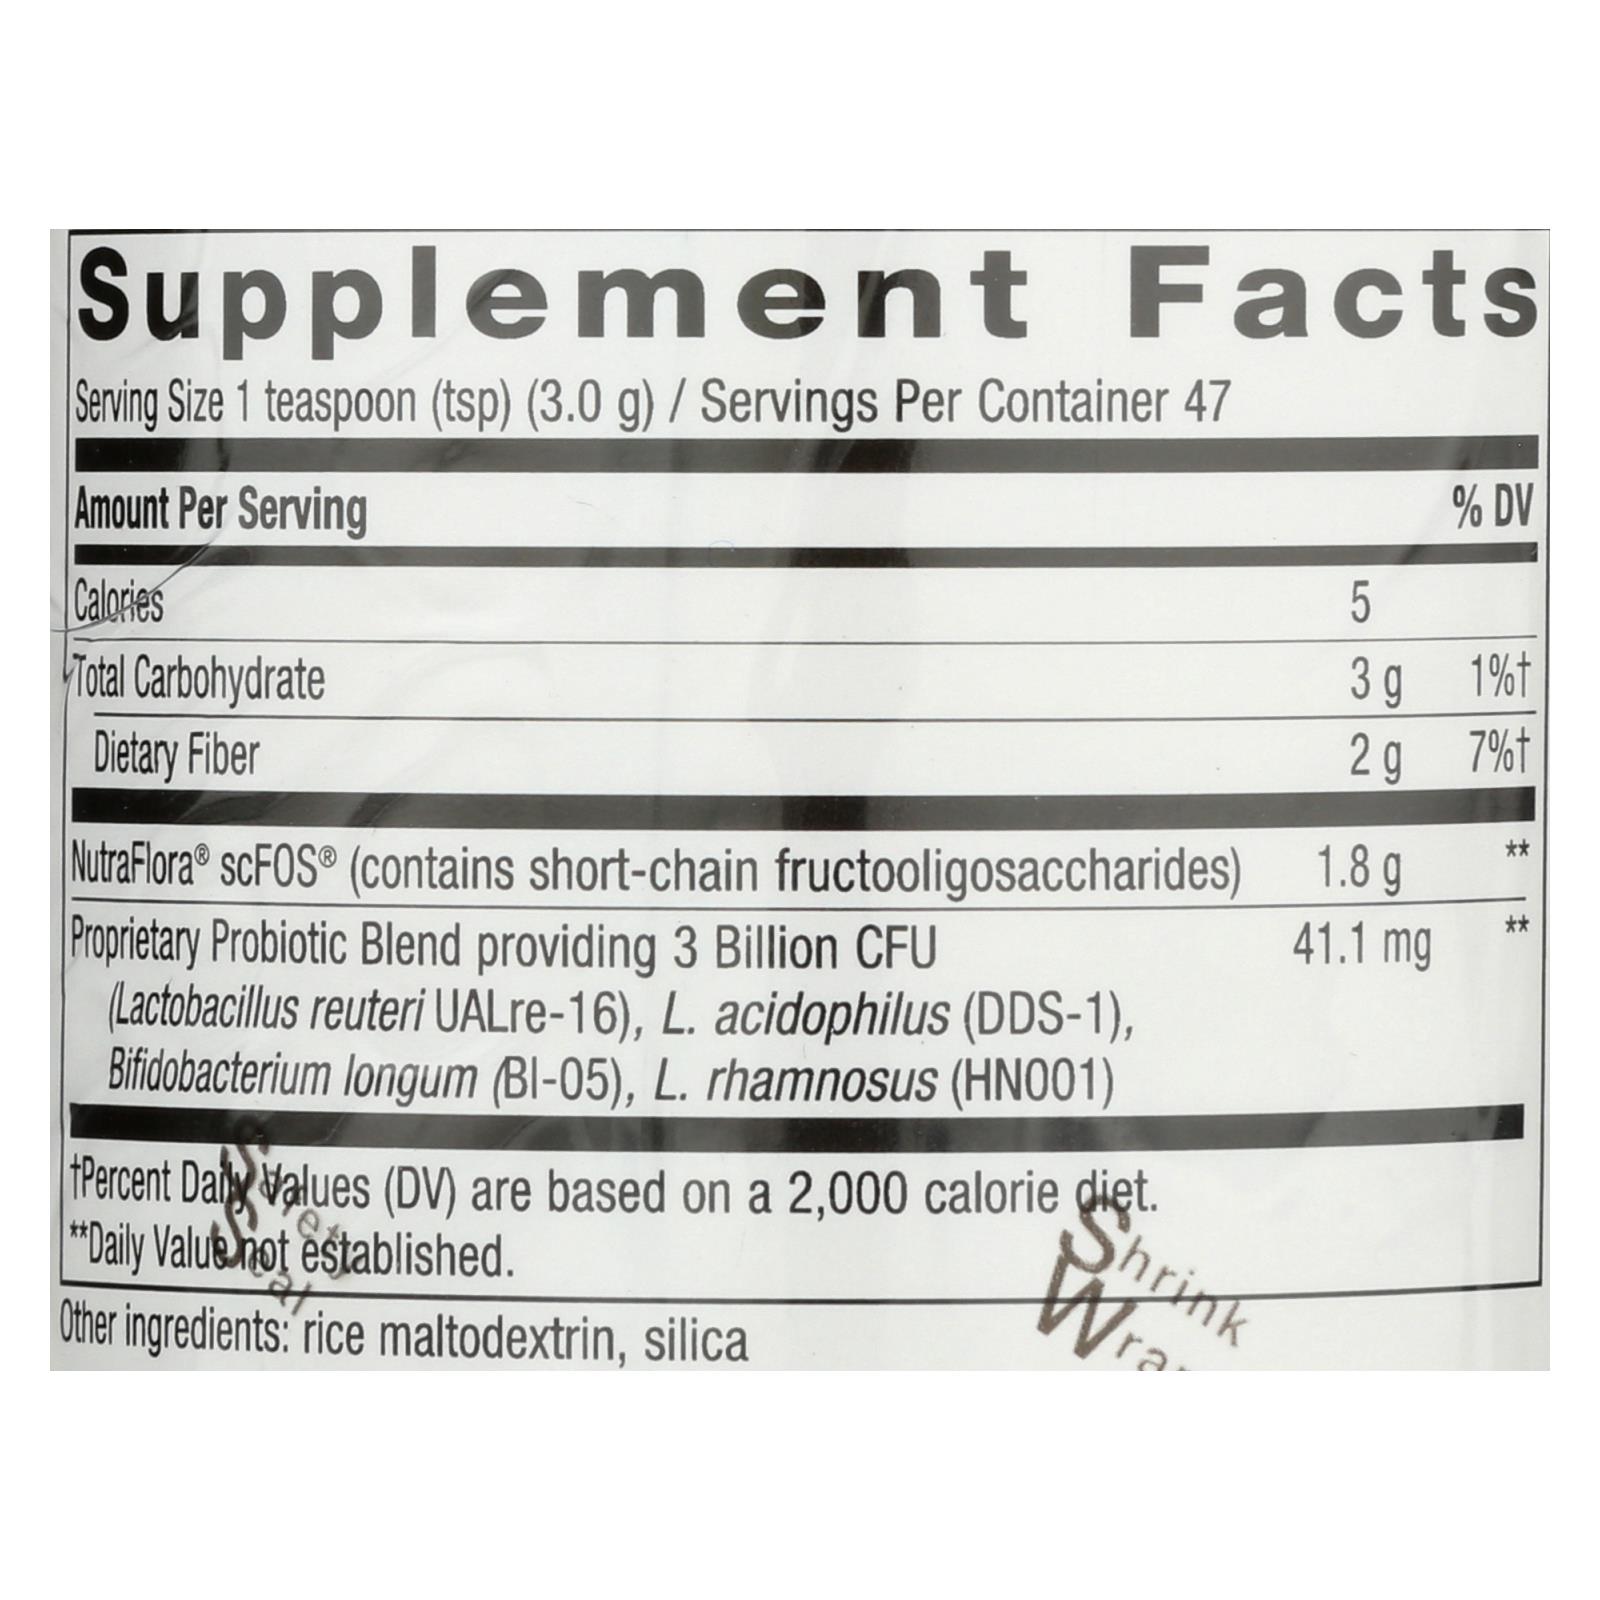 Supplement Facts
Serving Size 1 teaspoon (tsp) (3.0 g) / Servings Per Container 47
Amount Per Serving % DV
Calories 5
Total Carbohydrate 3 g 1%†
Dietary Fiber 2 g 7%†
NutraFlora® scFOS® (contains short-chain fructooligosaccharides) 1.8 g **
Proprietary Probiotic Blend providing 3 Billion CFU 41.1 mg **
(Lactobacillus reuteri UALre-16), L. acidophilus (DDS-1),
Bifidobacterium longum (Bl-05), L. rhamnosus (HN001)
†Percent Daily Values (DV) are based on a 2,000 calorie diet.
**Daily Value not established.
Other ingredients: rice maltodextrin, silica
Safety
Seal
Shrink